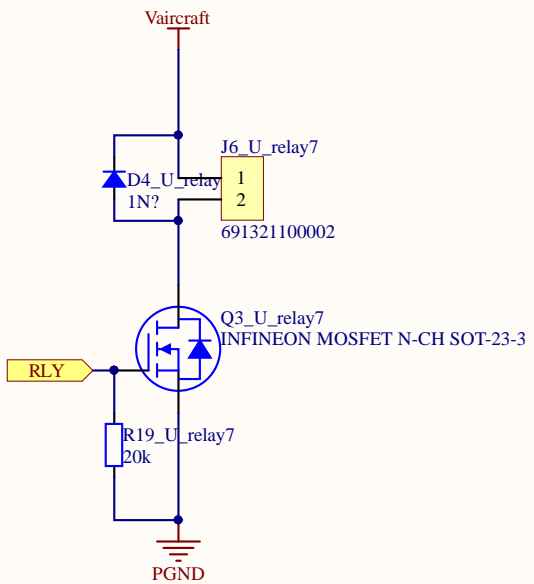 Vaircraft
J6_U_relay7
D4_U_relay
1N?
1
2
691321100002
Q3_U_relay7
INFINEON MOSFET N-CH SOT-23-3
RLY
R19_U_relay7
20k
PGND